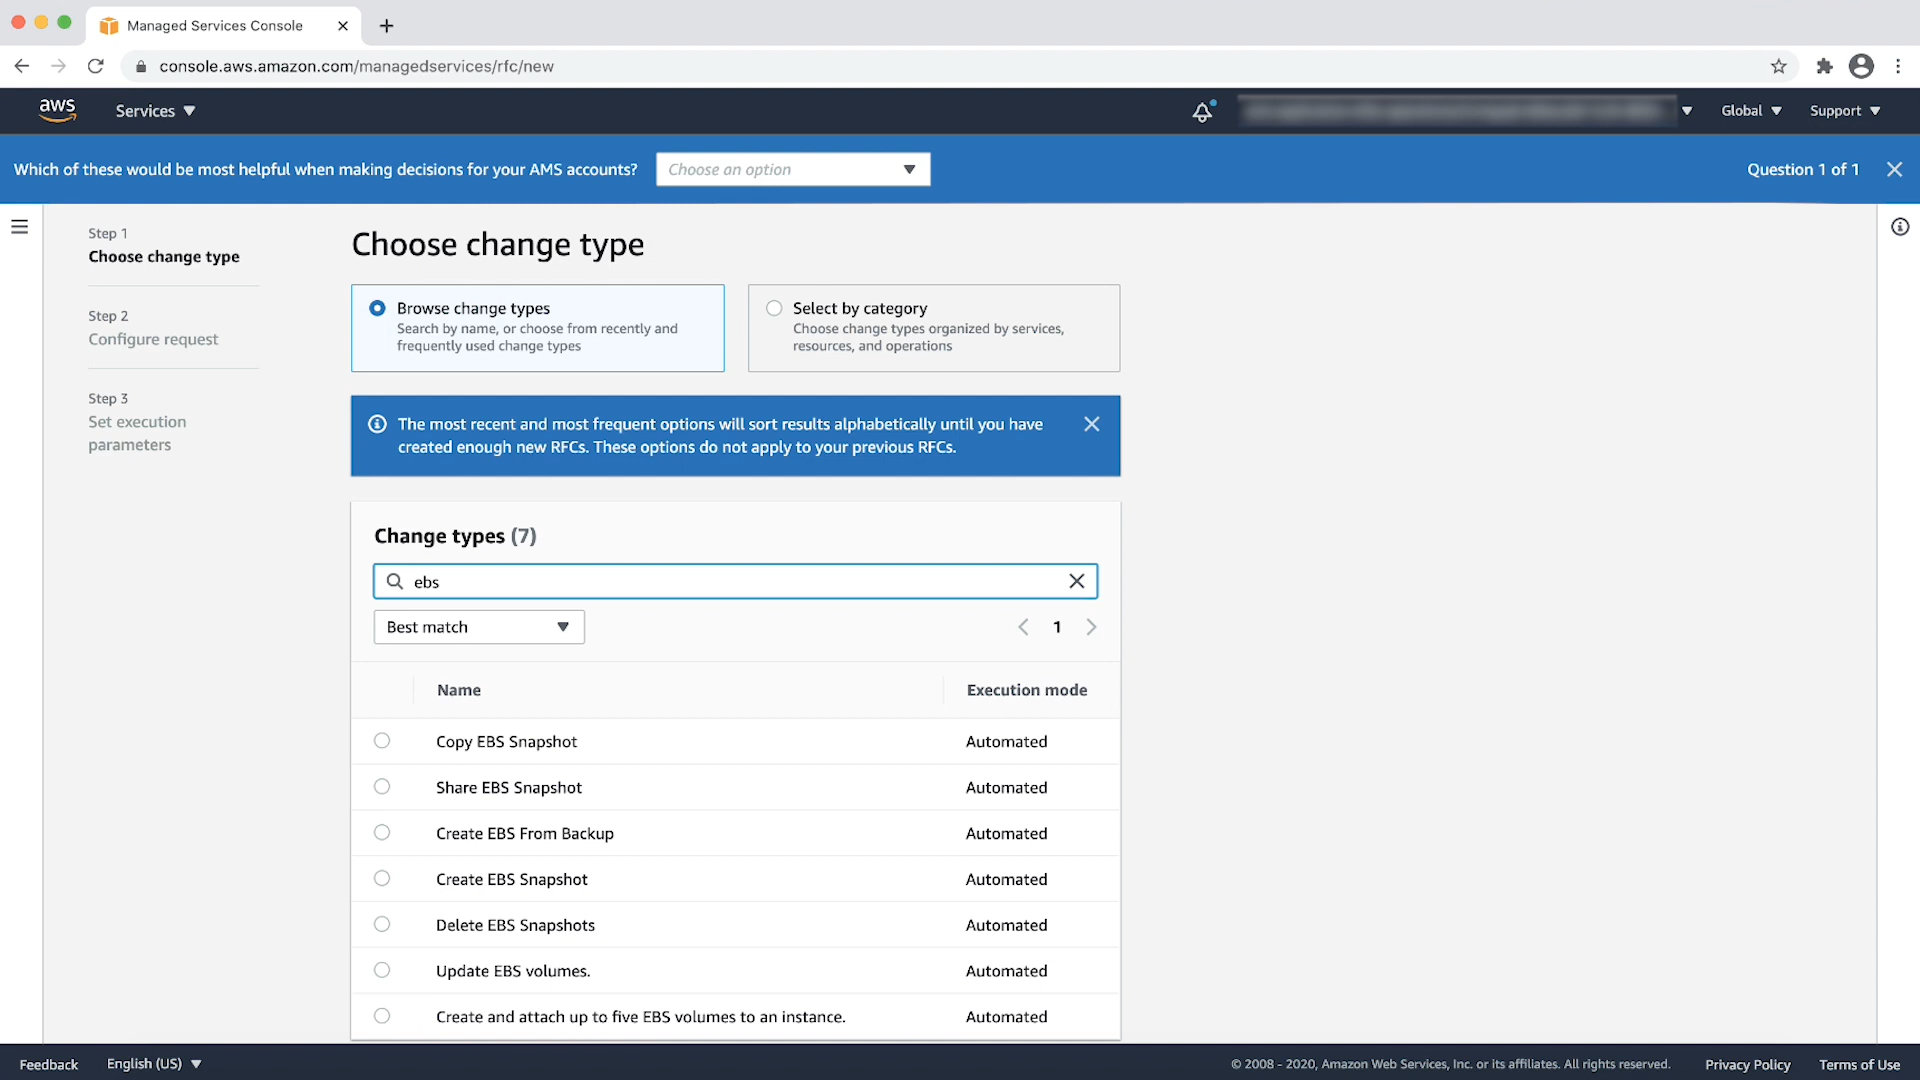 Managed Services Console
console.aws.amazon.com/managedservices/rfc/new
aws
Services
Global
Support
Which of these would be most helpful when making decisions for your AMS accounts?
Choose an option
Question 1 of 1
Step 1
Choose change type
Step 2
Configure request
Step 3
Set execution
parameters
Choose change type
Browse change types
Search by name, or choose from recently and
frequently used change types
Select by category
Choose change types organized by services,
resources, and operations
The most recent and most frequent options will sort results alphabetically until you have
created enough new RFCs. These options do not apply to your previous RFCs.
Change types (7)
ebs
Best match
1
Name
Execution mode
Copy EBS Snapshot
Automated
Share EBS Snapshot
Automated
Create EBS From Backup
Automated
Create EBS Snapshot
Automated
Delete EBS Snapshots
Automated
Update EBS volumes.
Automated
Create and attach up to five EBS volumes to an instance.
Automated
Feedback
English (US)
© 2008 - 2020, Amazon Web Services, Inc. or its affiliates. All rights reserved.
Privacy Policy
Terms of Use